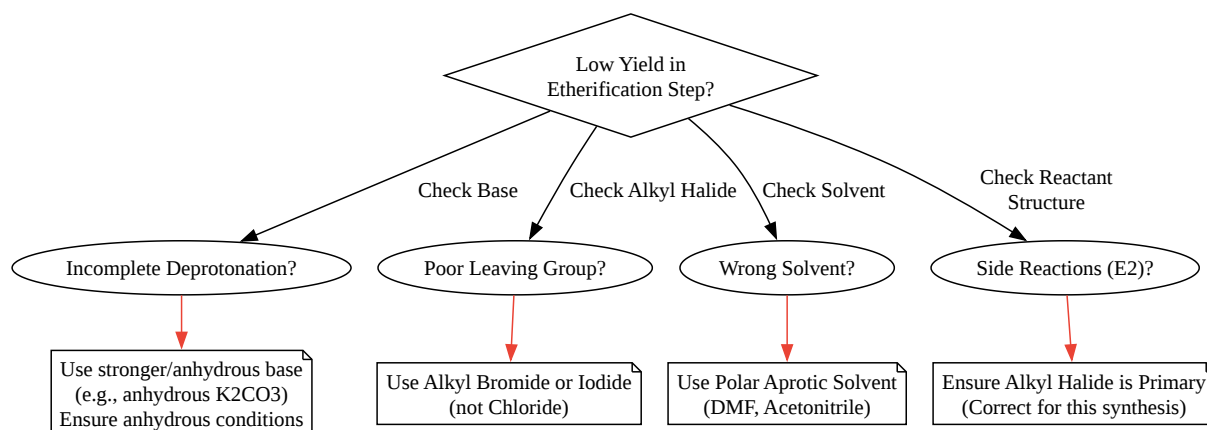 Low Yield in
Etherification Step?
Check Base
Check Alkyl Halide
Check Solvent
Check Reactant
Structure
Incomplete Deprotonation?
Poor Leaving Group?
Wrong Solvent?
Side Reactions (E2)?
Use stronger/anhydrous base
(e.g., anhydrous K2CO3)
Ensure anhydrous conditions
Use Alkyl Bromide or Iodide
(not Chloride)
Use Polar Aprotic Solvent
(DMF, Acetonitrile)
Ensure Alkyl Halide is Primary
(Correct for this synthesis)